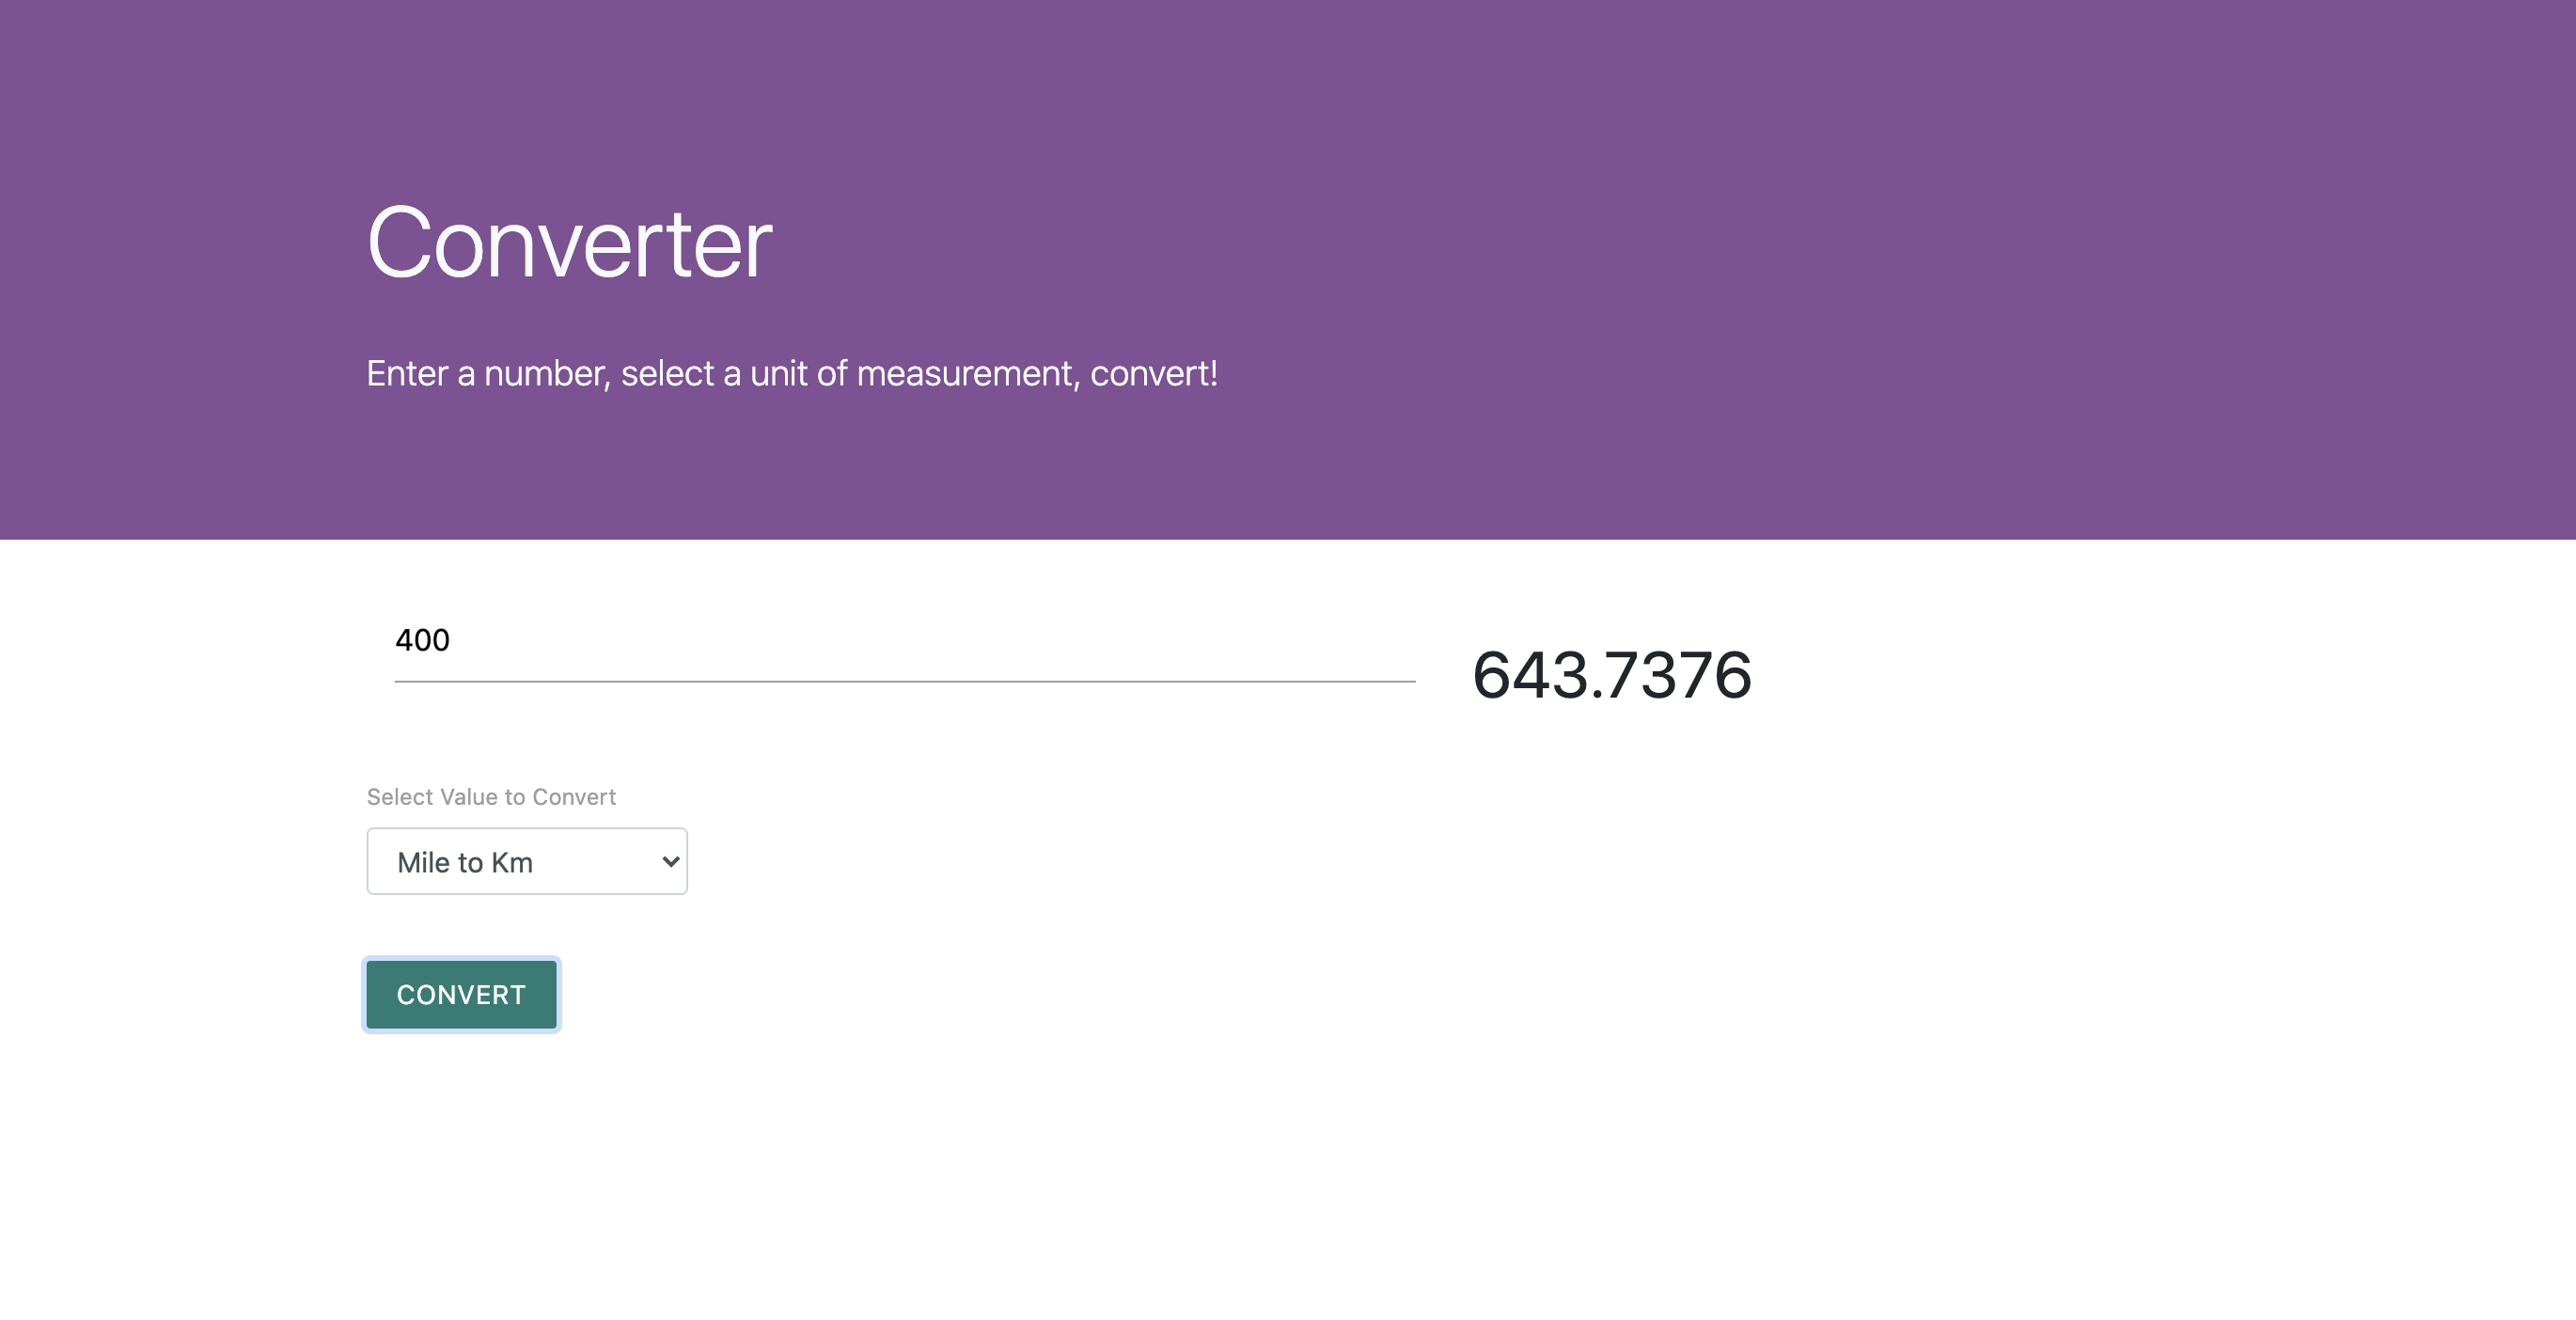 Converter
Enter a number, select a unit of measurement, convert!
400
643.7376
Select Value to Convert
Mile to Km
CONVERT